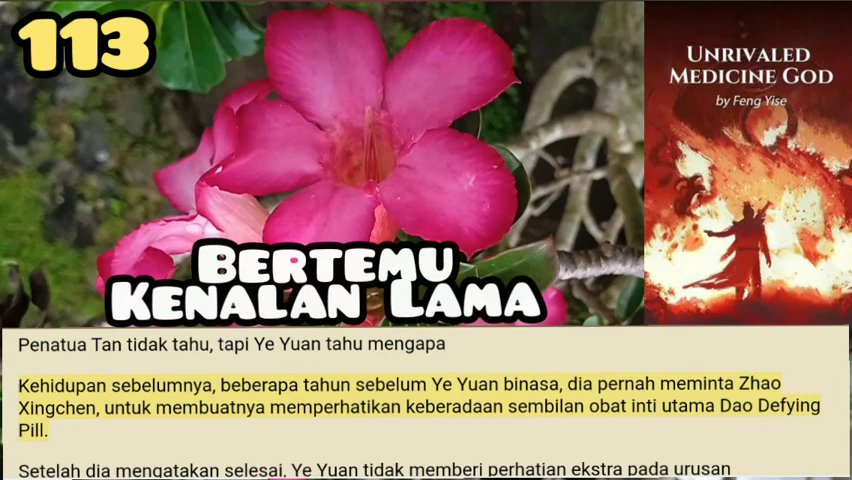 113
UNRIVALED
MEDICINE GOD
by Feng Yise
BERTEMU
KENALAN LAMA
Penatua Tan tidak tahu, tapi Ye Yuan tahu mengapa
Kehidupan sebelumnya, beberapa tahun sebelum Ye Yuan binasa, dia pernah meminta Zhao
Xingchen, untuk membuatnya memperhatikan keberadaan sembilan obat inti utama Dao Defying
Pill.
Setelah dia mengatakan selesai, Ye Yuan tidak memberi perhatian ekstra pada urusan